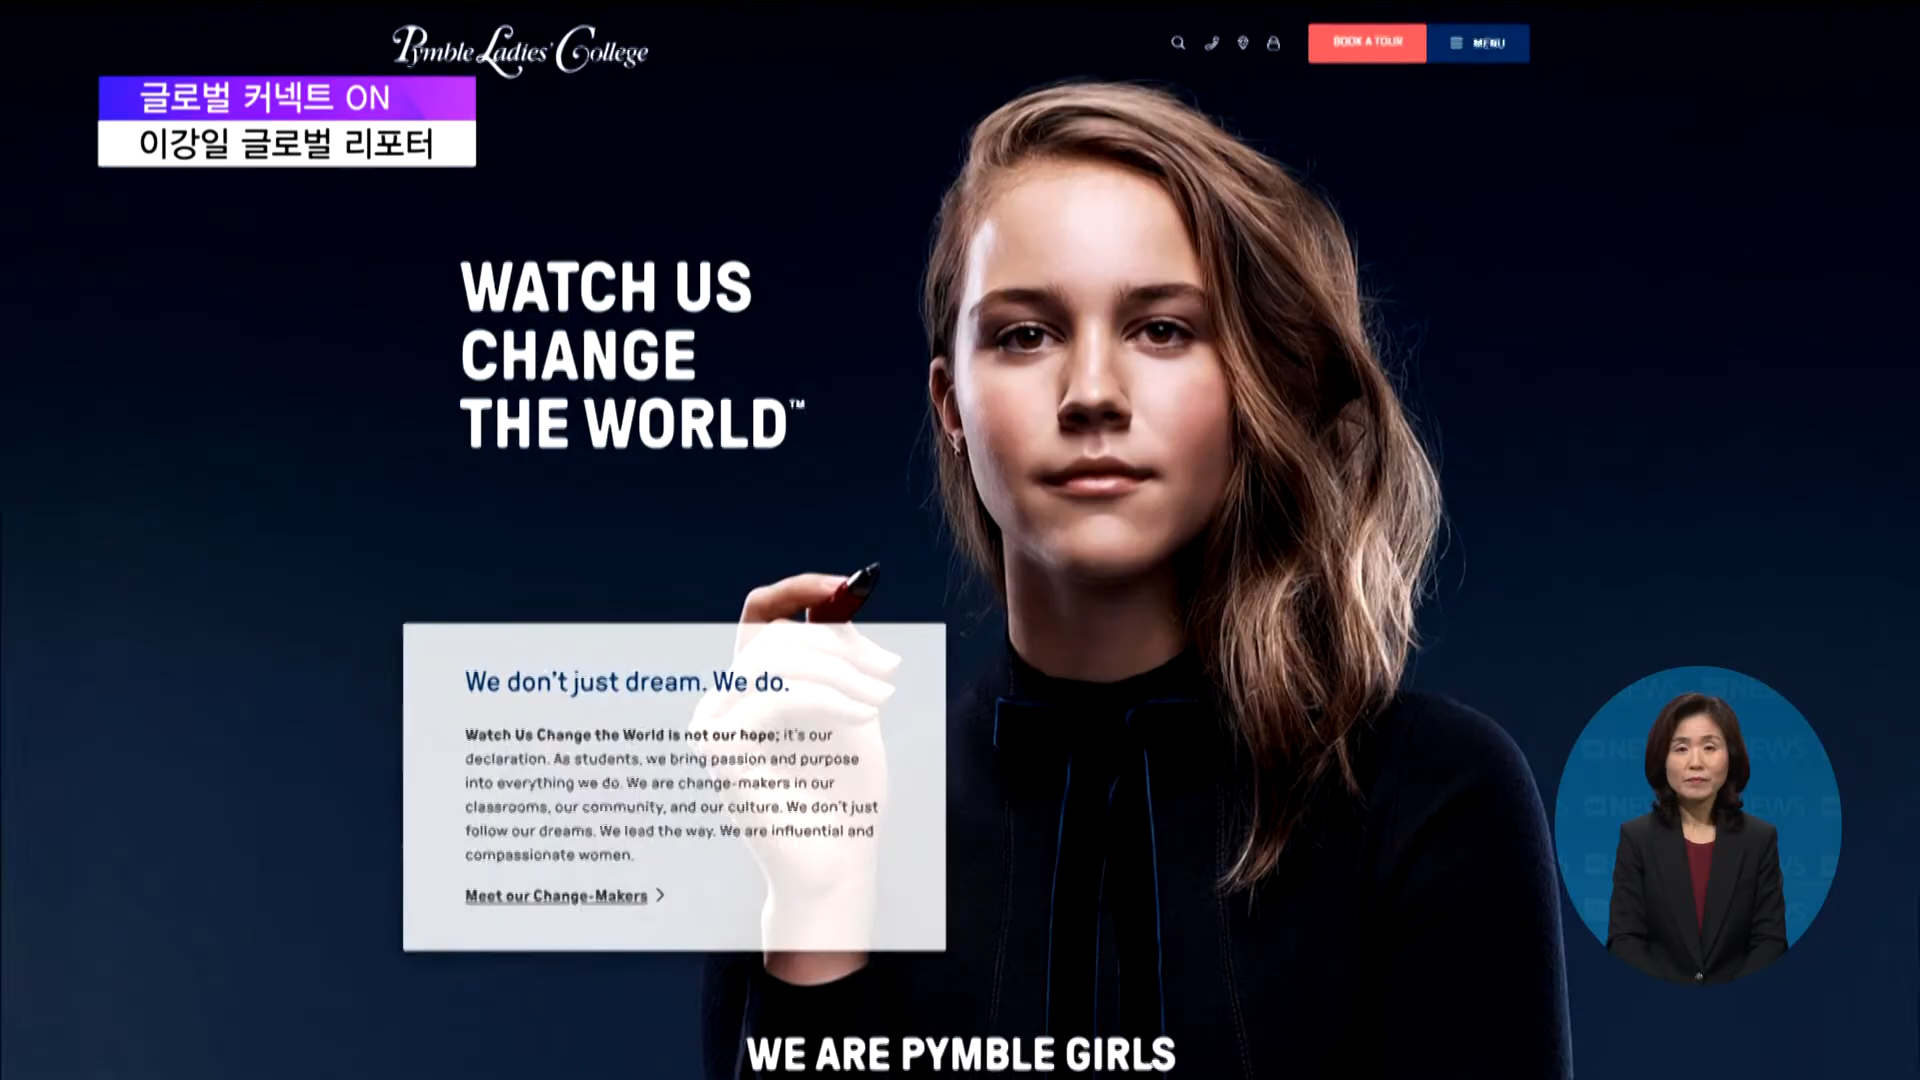 Pymble Ladies' College
BOOK A TOUR
MENU
글로벌 커넥트 ON
이강일 글로벌 리포터
WATCH US
CHANGE
THE WORLD™
We don't just dream. We do.
Watch Us Change the World is not our hope; it's our
declaration. As students, we bring passion and purpose
into everything we do. We are change-makers in our
classrooms, our community, and our culture. We don't just
follow our dreams. We lead the way. We are influential and
compassionate women.
Meet our Change-Makers >
WE ARE PYMBLE GIRLS